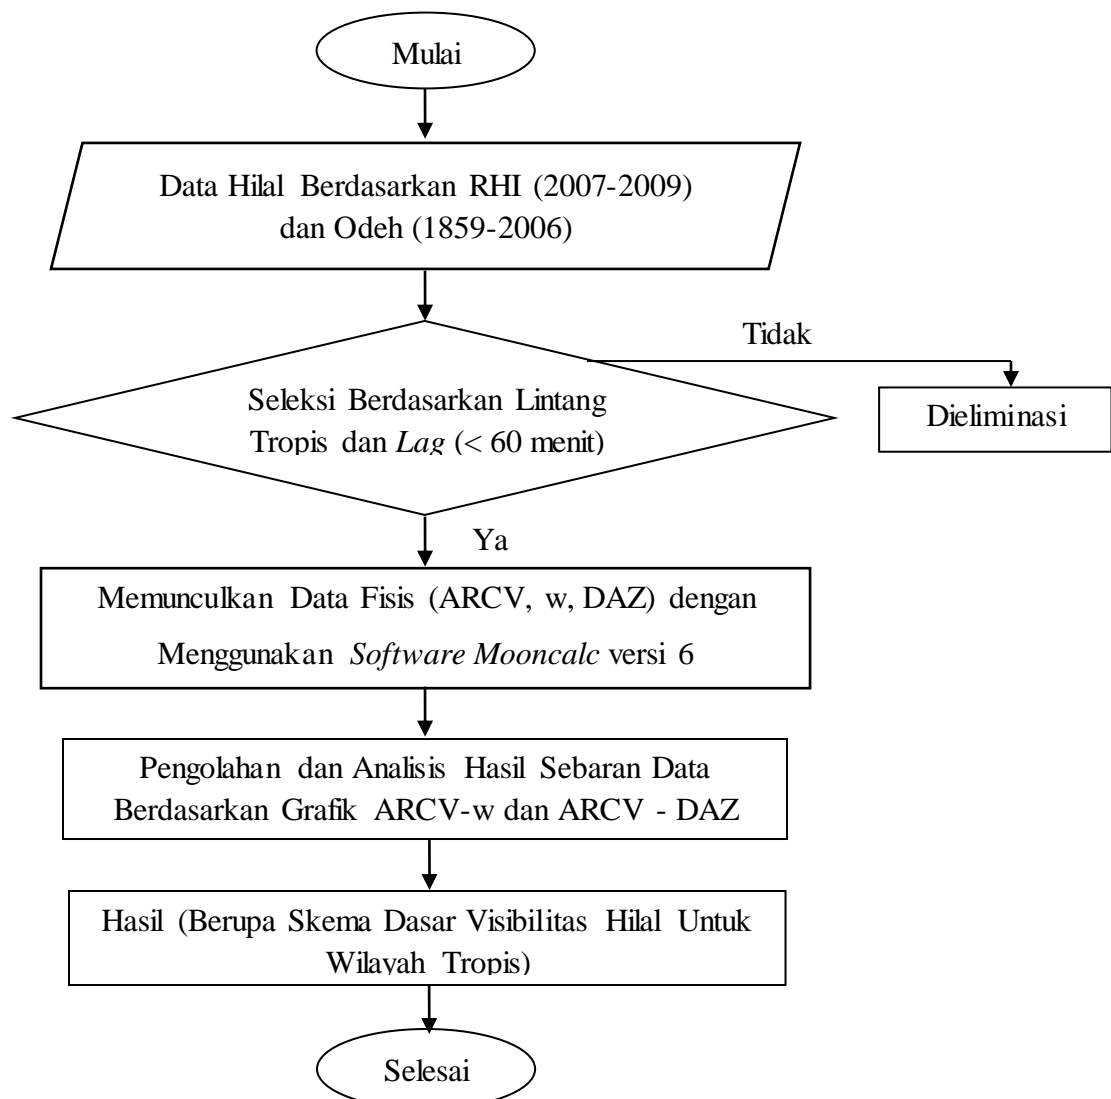 Mulai
Data Hilal Berdasarkan RHI (2007-2009)
dan Odeh (1859-2006)
Tidak
Seleksi Berdasarkan Lintang
Tropis dan Lag (< 60 menit)
Dieliminasi
Ya
Memunculkan Data Fisis (ARCV, w, DAZ) dengan
Menggunakan Software Mooncalc versi 6
Pengolahan dan Analisis Hasil Sebaran Data
Berdasarkan Grafik ARCV-w dan ARCV - DAZ
Hasil (Berupa Skema Dasar Visibilitas Hilal Untuk
Wilayah Tropis)
Selesai